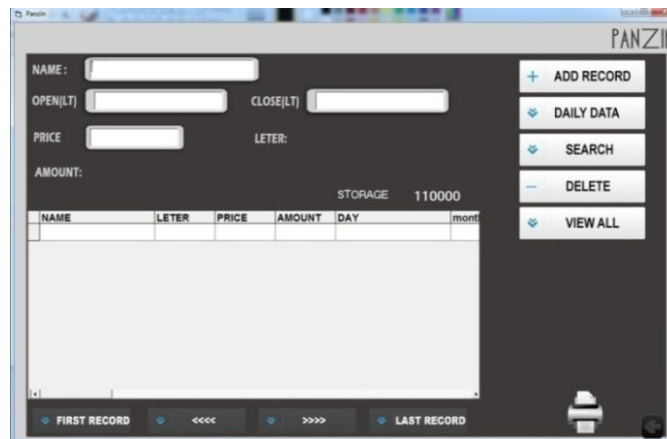 Panzin
PANZIN
NAME :
OPEN(LT)
CLOSE(LT)
PRICE
LETER:
AMOUNT:
STORAGE 110000
NAME LETER PRICE AMOUNT DAY mont
ADD RECORD
DAILY DATA
SEARCH
DELETE
VIEW ALL
FIRST RECORD <<<< >>>> LAST RECORD